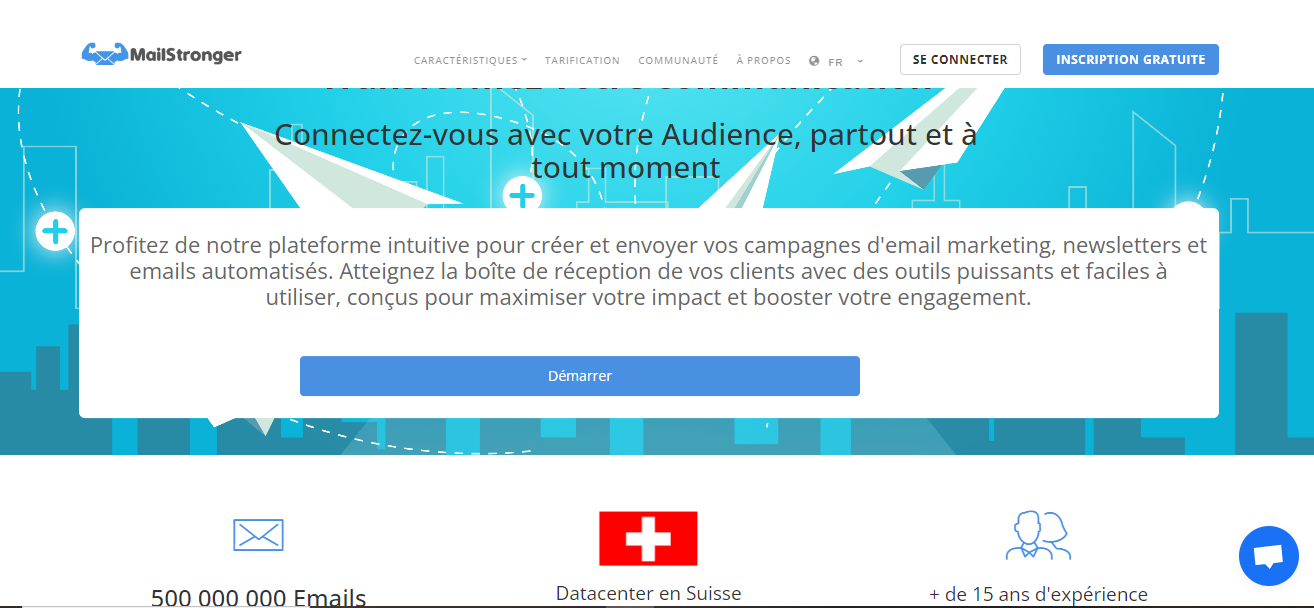 MailStronger
CARACTÉRISTIQUES
TARIFICATION
COMMUNAUTÉ
À PROPOS
FR
SE CONNECTER
INSCRIPTION GRATUITE
Transformez votre communication
Connectez-vous avec votre Audience, partout et à
tout moment
Profitez de notre plateforme intuitive pour créer et envoyer vos campagnes d'email marketing, newsletters et
emails automatisés. Atteignez la boîte de réception de vos clients avec des outils puissants et faciles à
utiliser, conçus pour maximiser votre impact et booster votre engagement.
Démarrer
500 000 000 Emails
Datacenter en Suisse
+ de 15 ans d'expérience